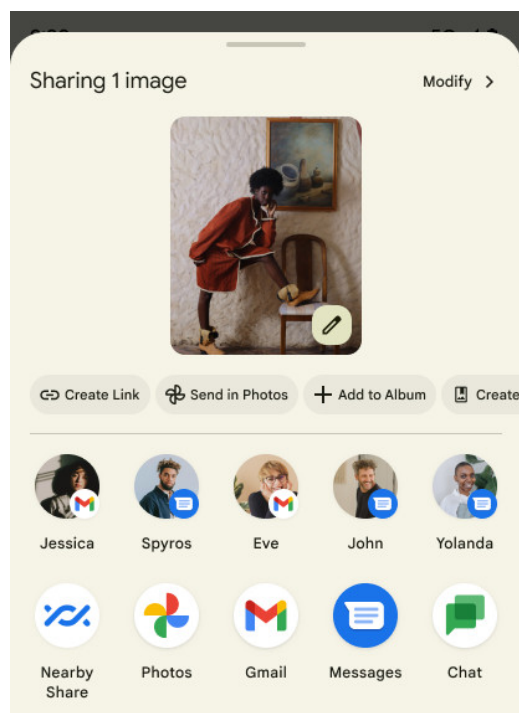 Sharing 1 image
Modify
Create Link
Send in Photos
Add to Album
Create
Jessica
Spyros
Eve
John
Yolanda
Nearby
Share
Photos
Gmail
Messages
Chat